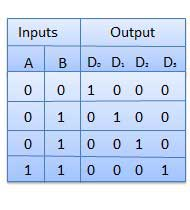 Inputs Output
A B D₀ D₁ D₂ D₃
0 0 1 0 0 0
0 1 0 1 0 0
0 1 0 0 1 0
1 1 0 0 0 1